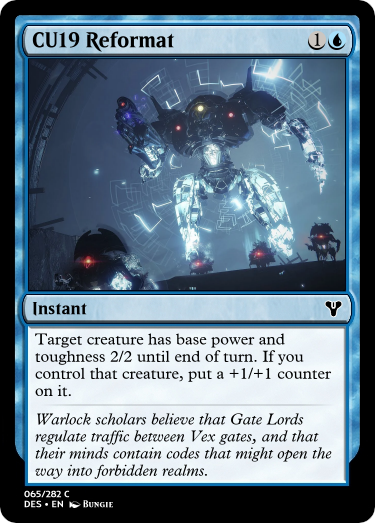 CU19 Reformat
1
Instant
Target creature has base power and
toughness 2/2 until end of turn. If you
control that creature, put a +1/+1 counter
on it.
Warlock scholars believe that Gate Lords
regulate traffic between Vex gates, and that
their minds contain codes that might open the
way into forbidden realms.
065/282 C
DES • EN Bungie